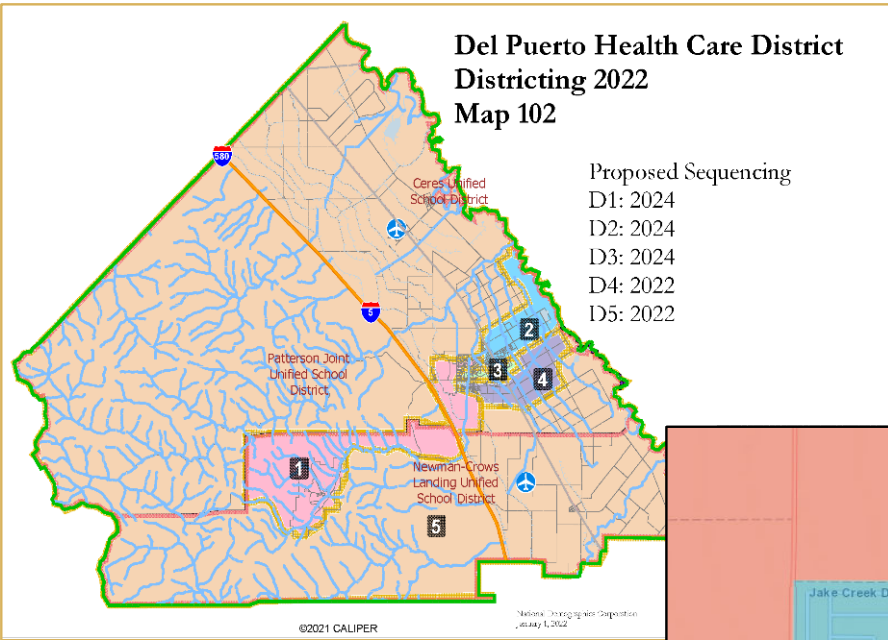 Del Puerto Health Care District
Districting 2022
Map 102
Proposed Sequencing
D1: 2024
D2: 2024
D3: 2024
D4: 2022
D5: 2022
580
Ceres Unified
School District
5
2
3
4
Patterson Joint
Unified School
District
1
Newman-Crows
Landing Unified
School District
5
Jake Creek D
National Demographics Corporation
January 1, 2022
©2021 CALIPER